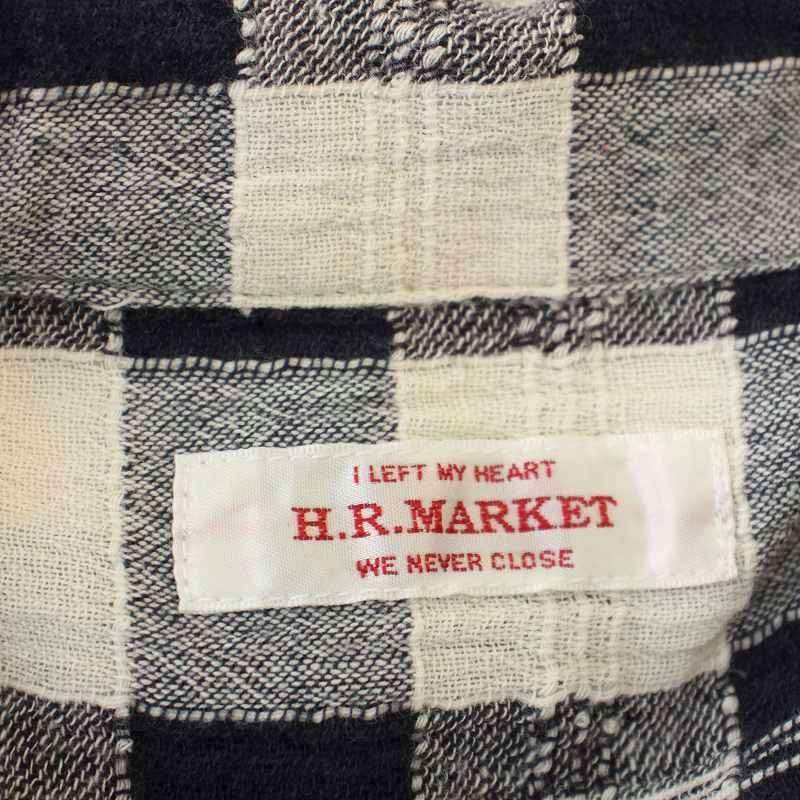 I LEFT MY HEART
H.R.MARKET
WE NEVER CLOSE